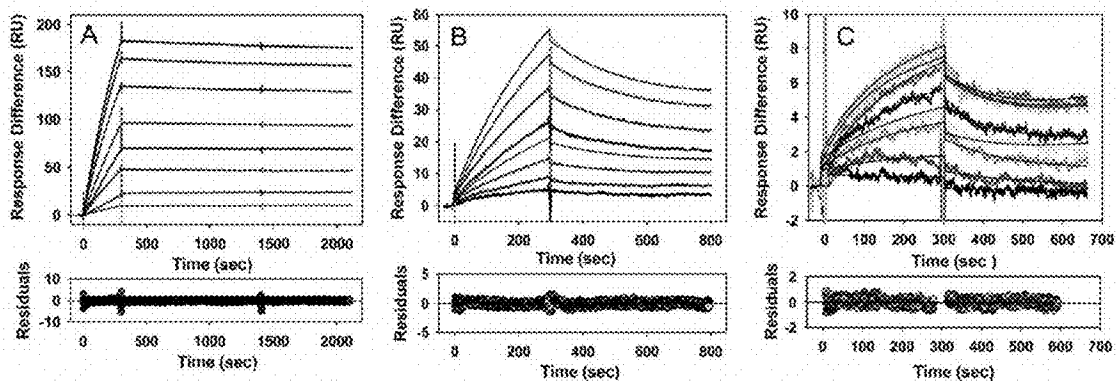 A
Response Difference (RU)
200
150
100
50
0
0 500 1000 1500 2000
Time (sec)
Residuals
10
0
-10
0 500 1000 1500 2000
Time (sec)
B
Response Difference (RU)
60
50
40
30
20
10
0
0 200 400 600 800
Time (sec)
Residuals
5
0
-5
0 200 400 600 800
Time (sec)
C
Response Difference (RU)
10
8
6
4
2
0
-2
0 100 200 300 400 500 600 700
Time (sec )
Residuals
2
0
-2
0 100 200 300 400 500 600 700
Time (sec)